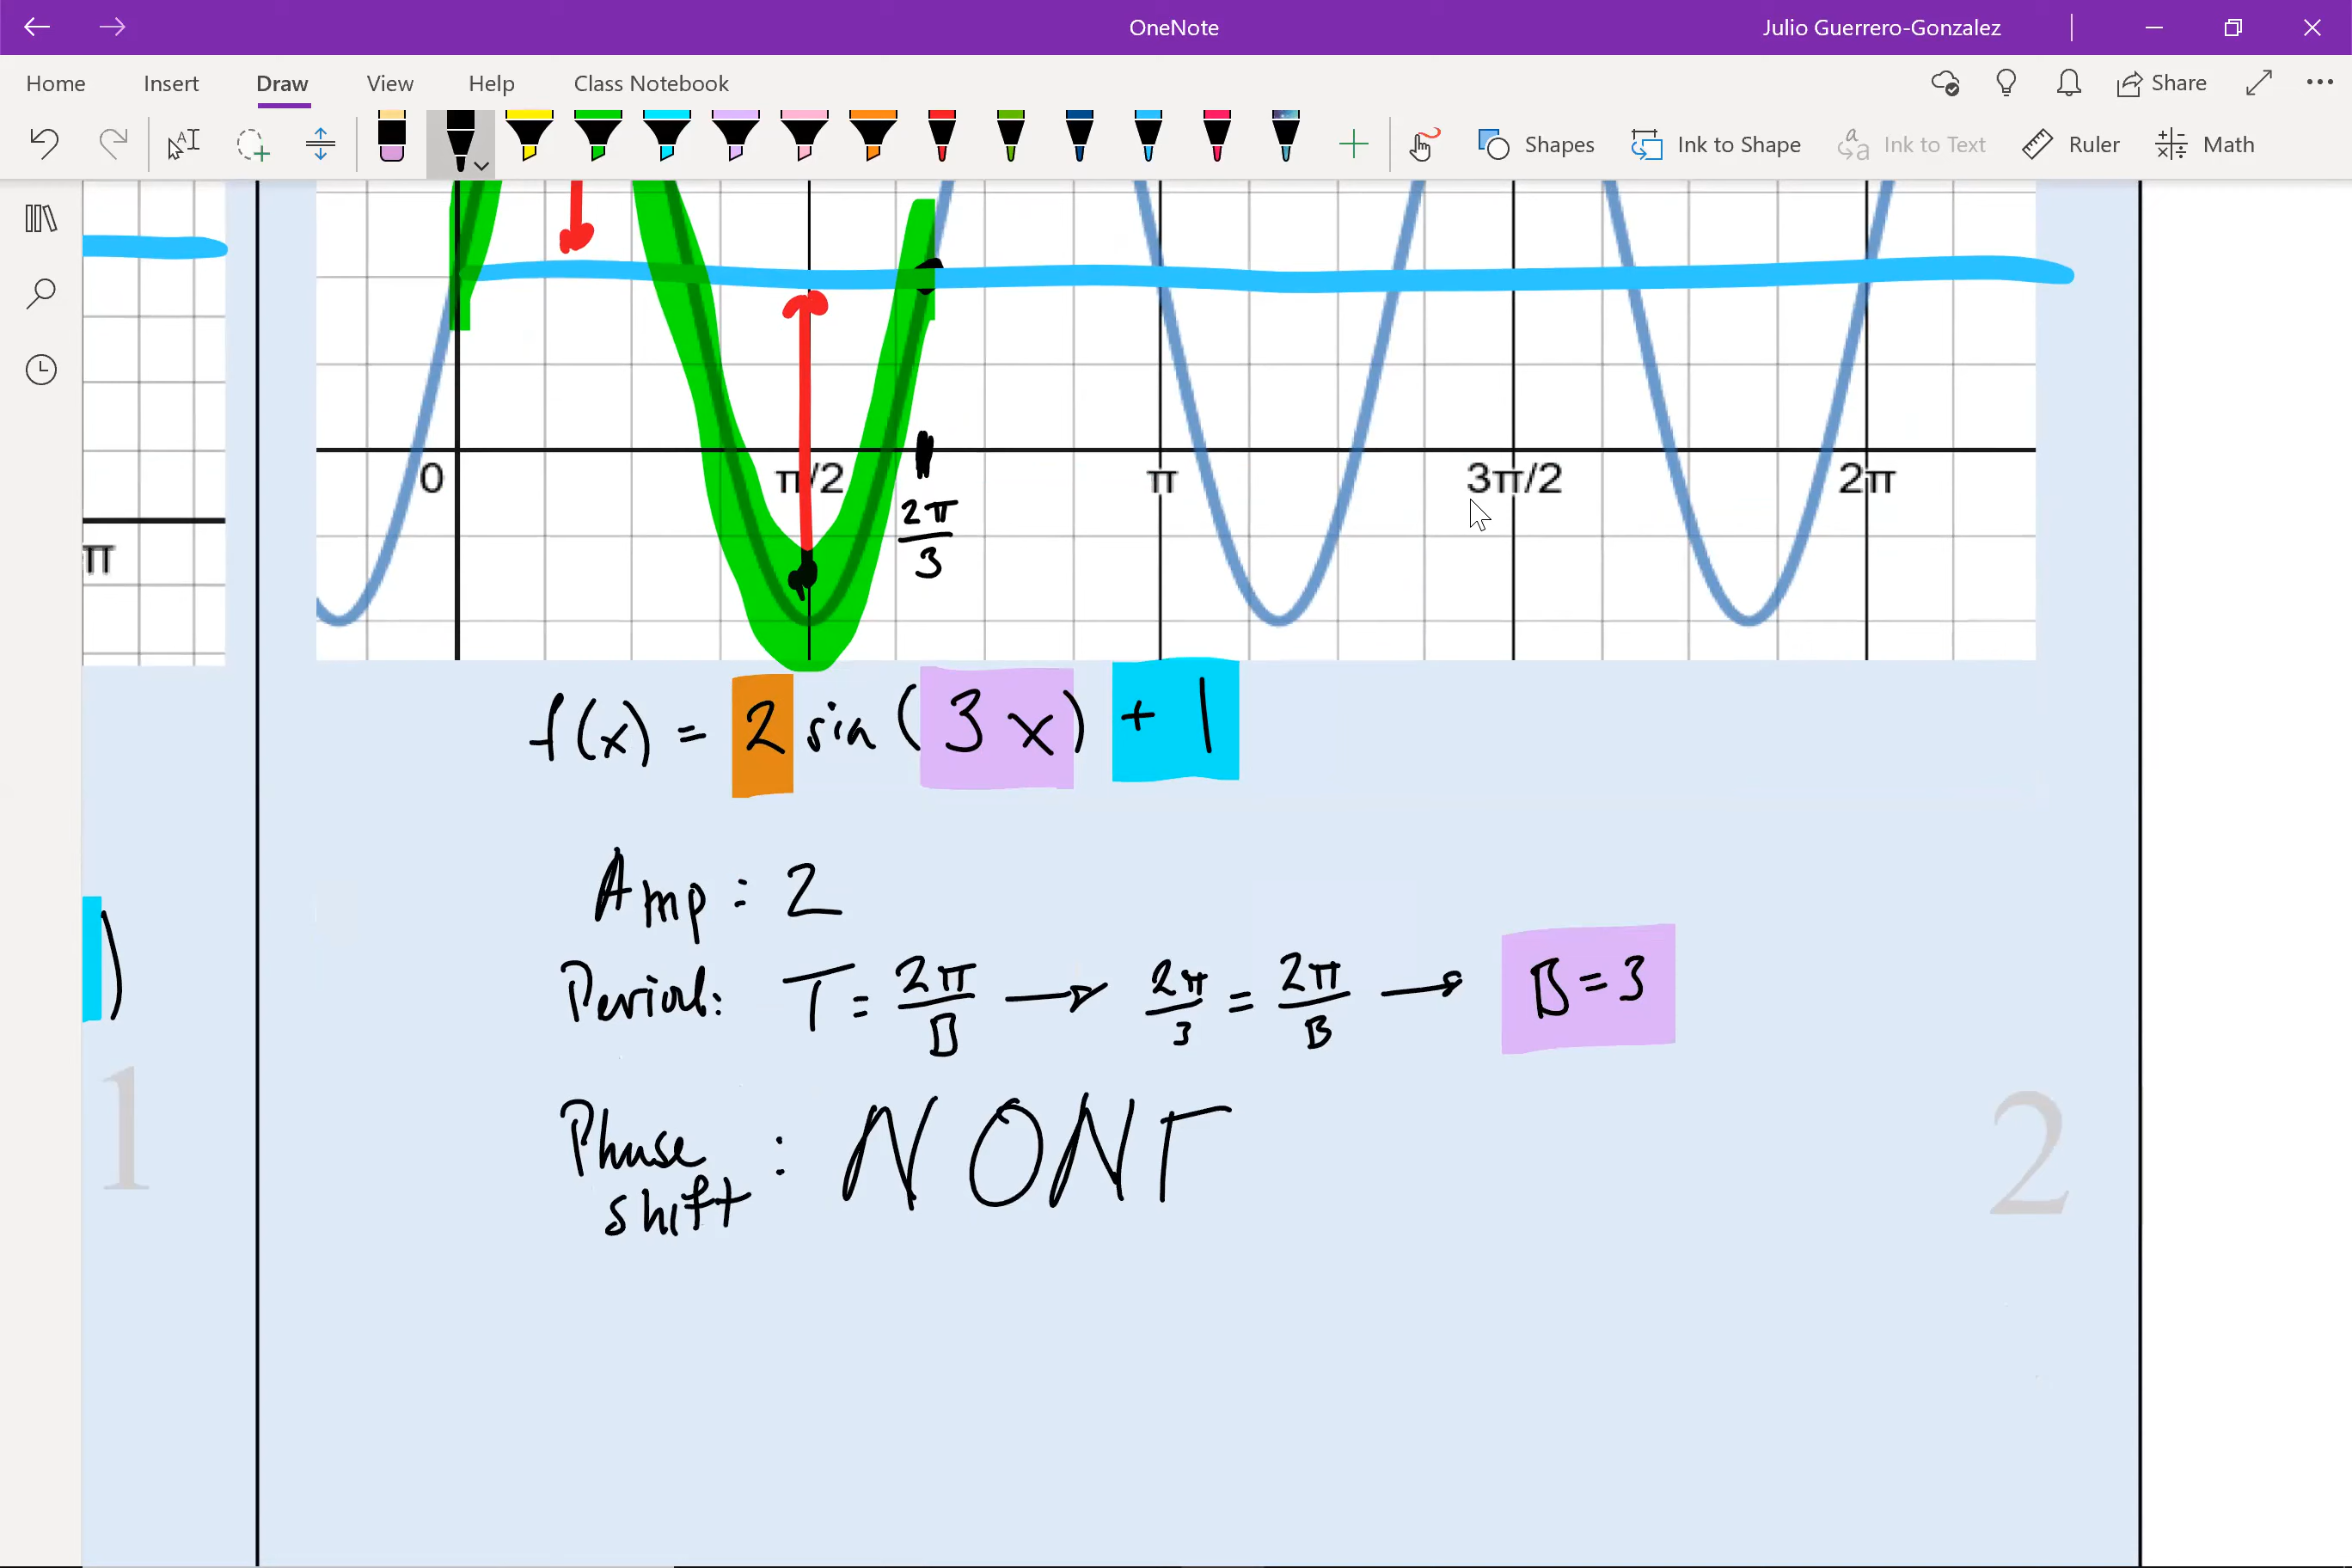 OneNote
Julio Guerrero-Gonzalez
Home Insert Draw View Help Class Notebook Share
Shapes Ink to Shape Ink to Text Ruler Math
0 π/2 π 3π/2 2π
2π/3
π
f(x) = 2 sin(3x) + 1
Amp: 2
)
Period: T = 2π/B → 2π/3 = 2π/B → B = 3
1
2
Phase : NONΓ
shift